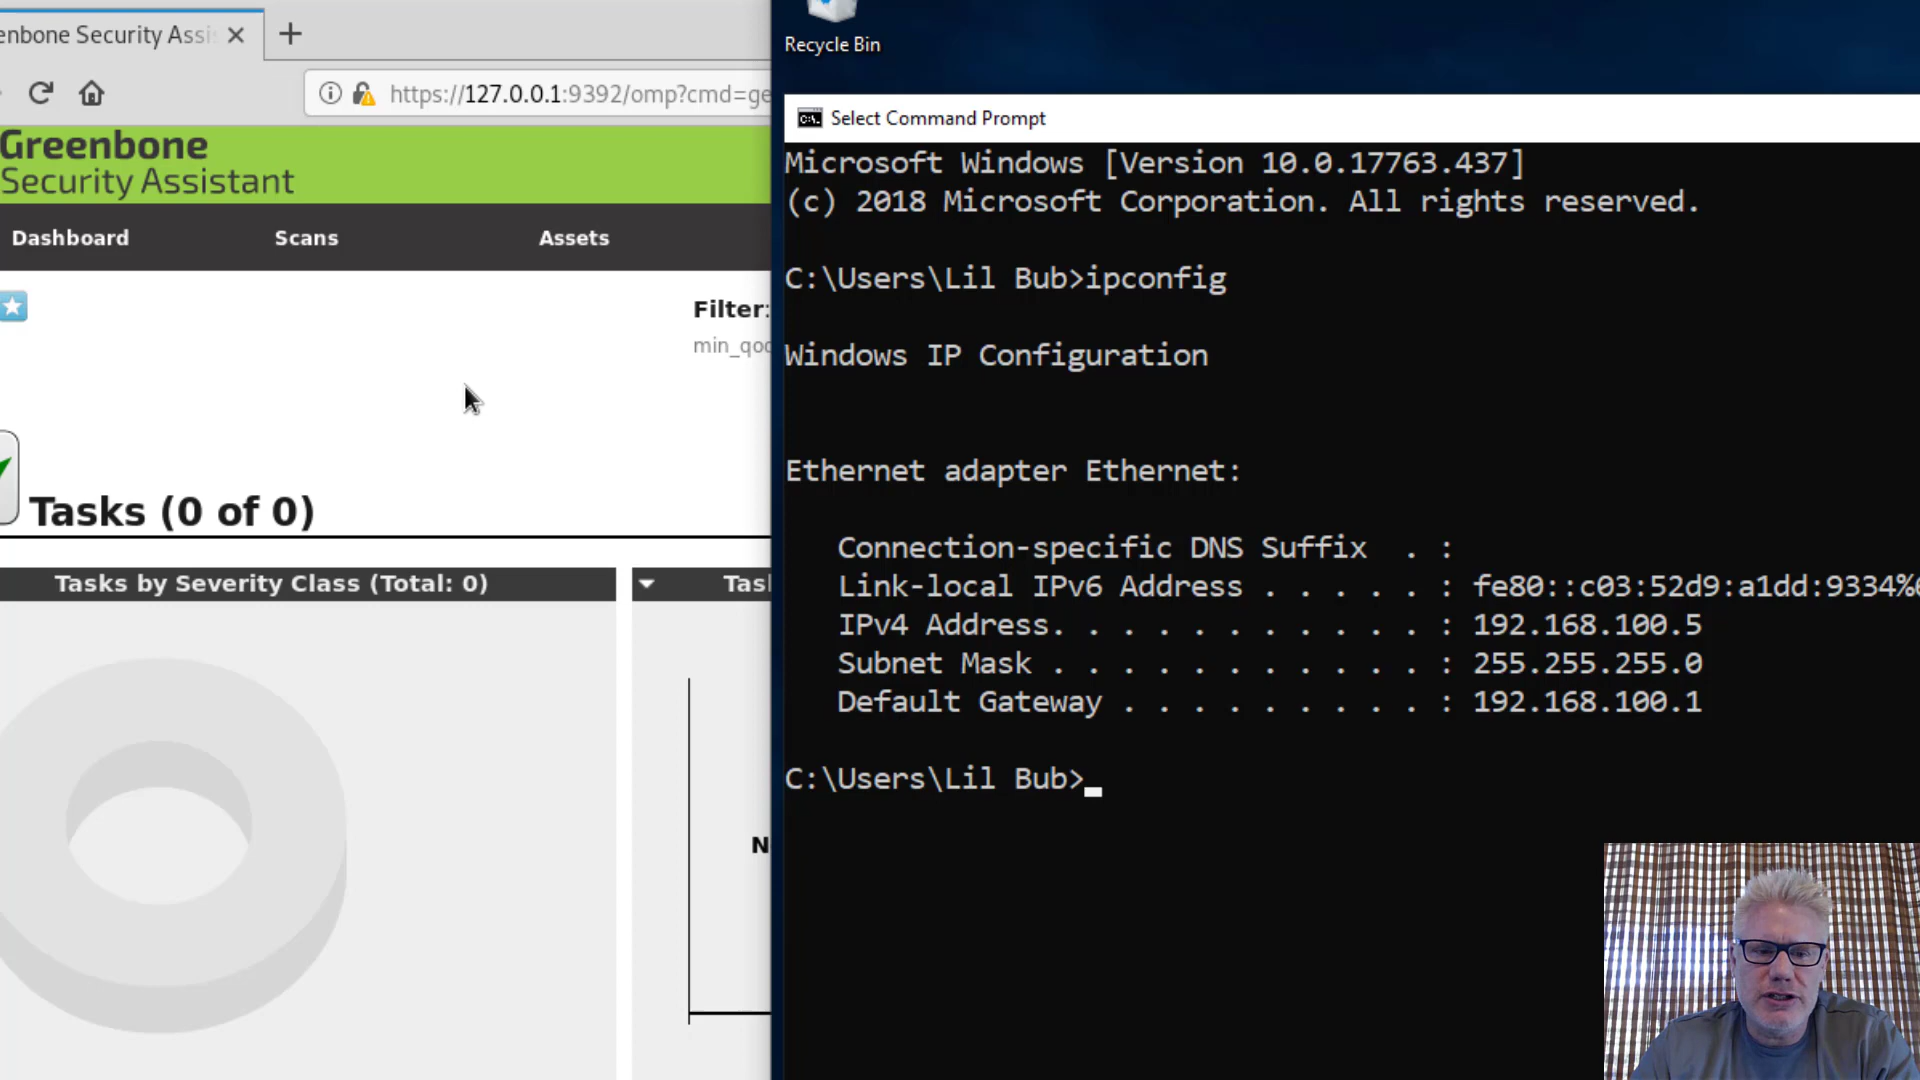 enbone Security Assi
https://127.0.0.1:9392/omp?cmd=ge
Greenbone
Security Assistant
Dashboard Scans Assets
Filter:
min_qod
Tasks (0 of 0)
Tasks by Severity Class (Total: 0)
Tas
N
Recycle Bin
Select Command Prompt
Microsoft Windows [Version 10.0.17763.437]
(c) 2018 Microsoft Corporation. All rights reserved.
C:\Users\Lil Bub>ipconfig
Windows IP Configuration
Ethernet adapter Ethernet:
Connection-specific DNS Suffix . :
Link-local IPv6 Address . . . . . : fe80::c03:52d9:a1dd:9334%
IPv4 Address. . . . . . . . . . . : 192.168.100.5
Subnet Mask . . . . . . . . . . . : 255.255.255.0
Default Gateway . . . . . . . . . : 192.168.100.1
C:\Users\Lil Bub>